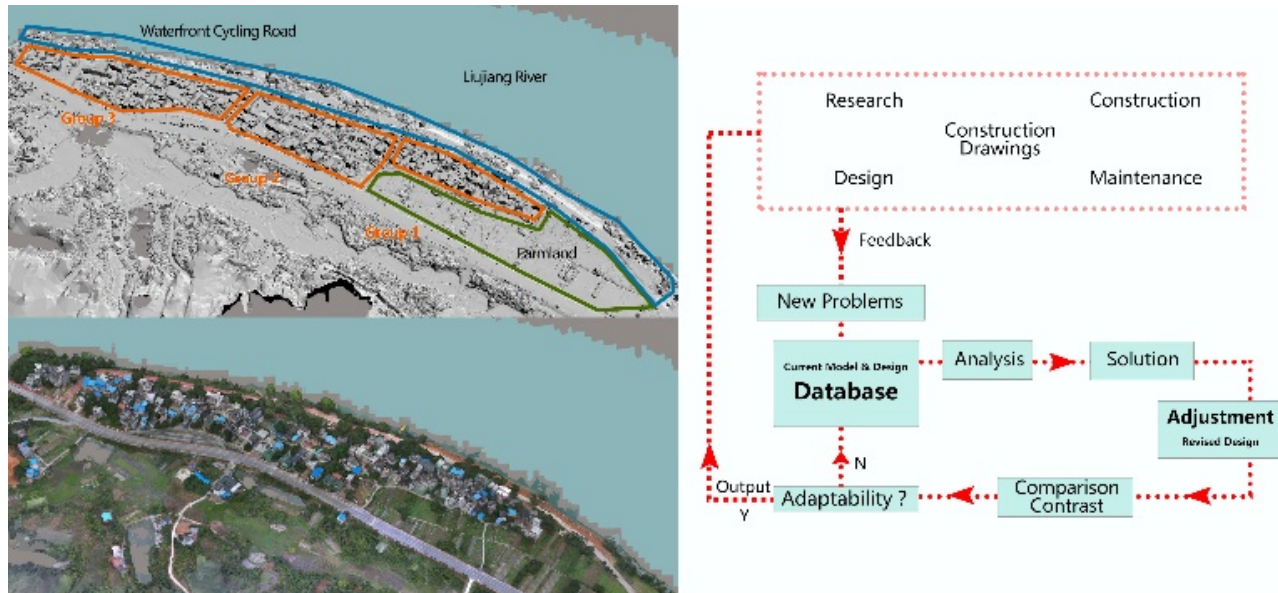 Waterfront Cycling Road
Liujiang River
Group 3
Group 2
Group 1
Farmland
Research
Construction
Construction
Drawings
Design
Maintenance
Feedback
New Problems
Current Model & Design
Database
Analysis
Solution
Adjustment
Revised Design
N
Output
Y
Adaptability ?
Comparison
Contrast